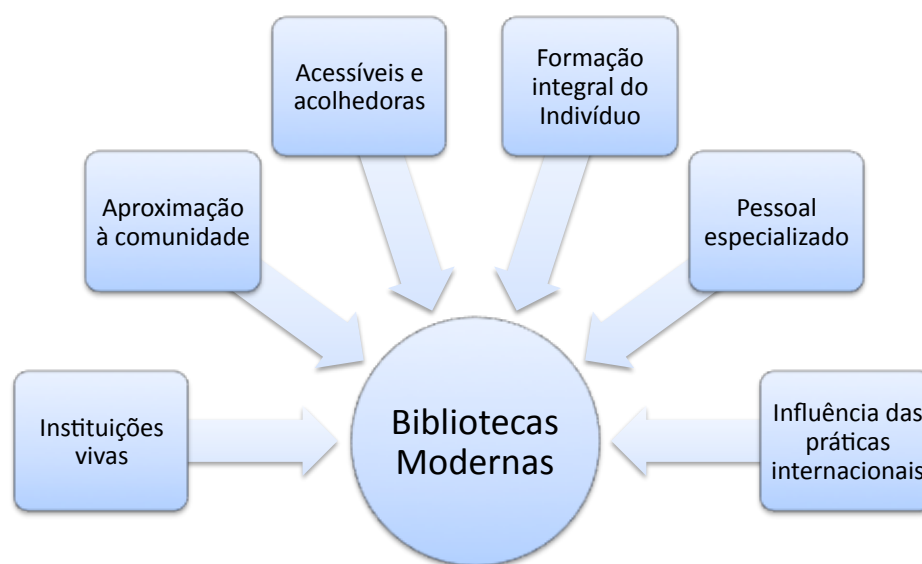 Instituições
vivas
Aproximação
à comunidade
Acessíveis e
acolhedoras
Formação
integral do
Indivíduo
Pessoal
especializado
Influência das
práticas
internacionais
Bibliotecas
Modernas